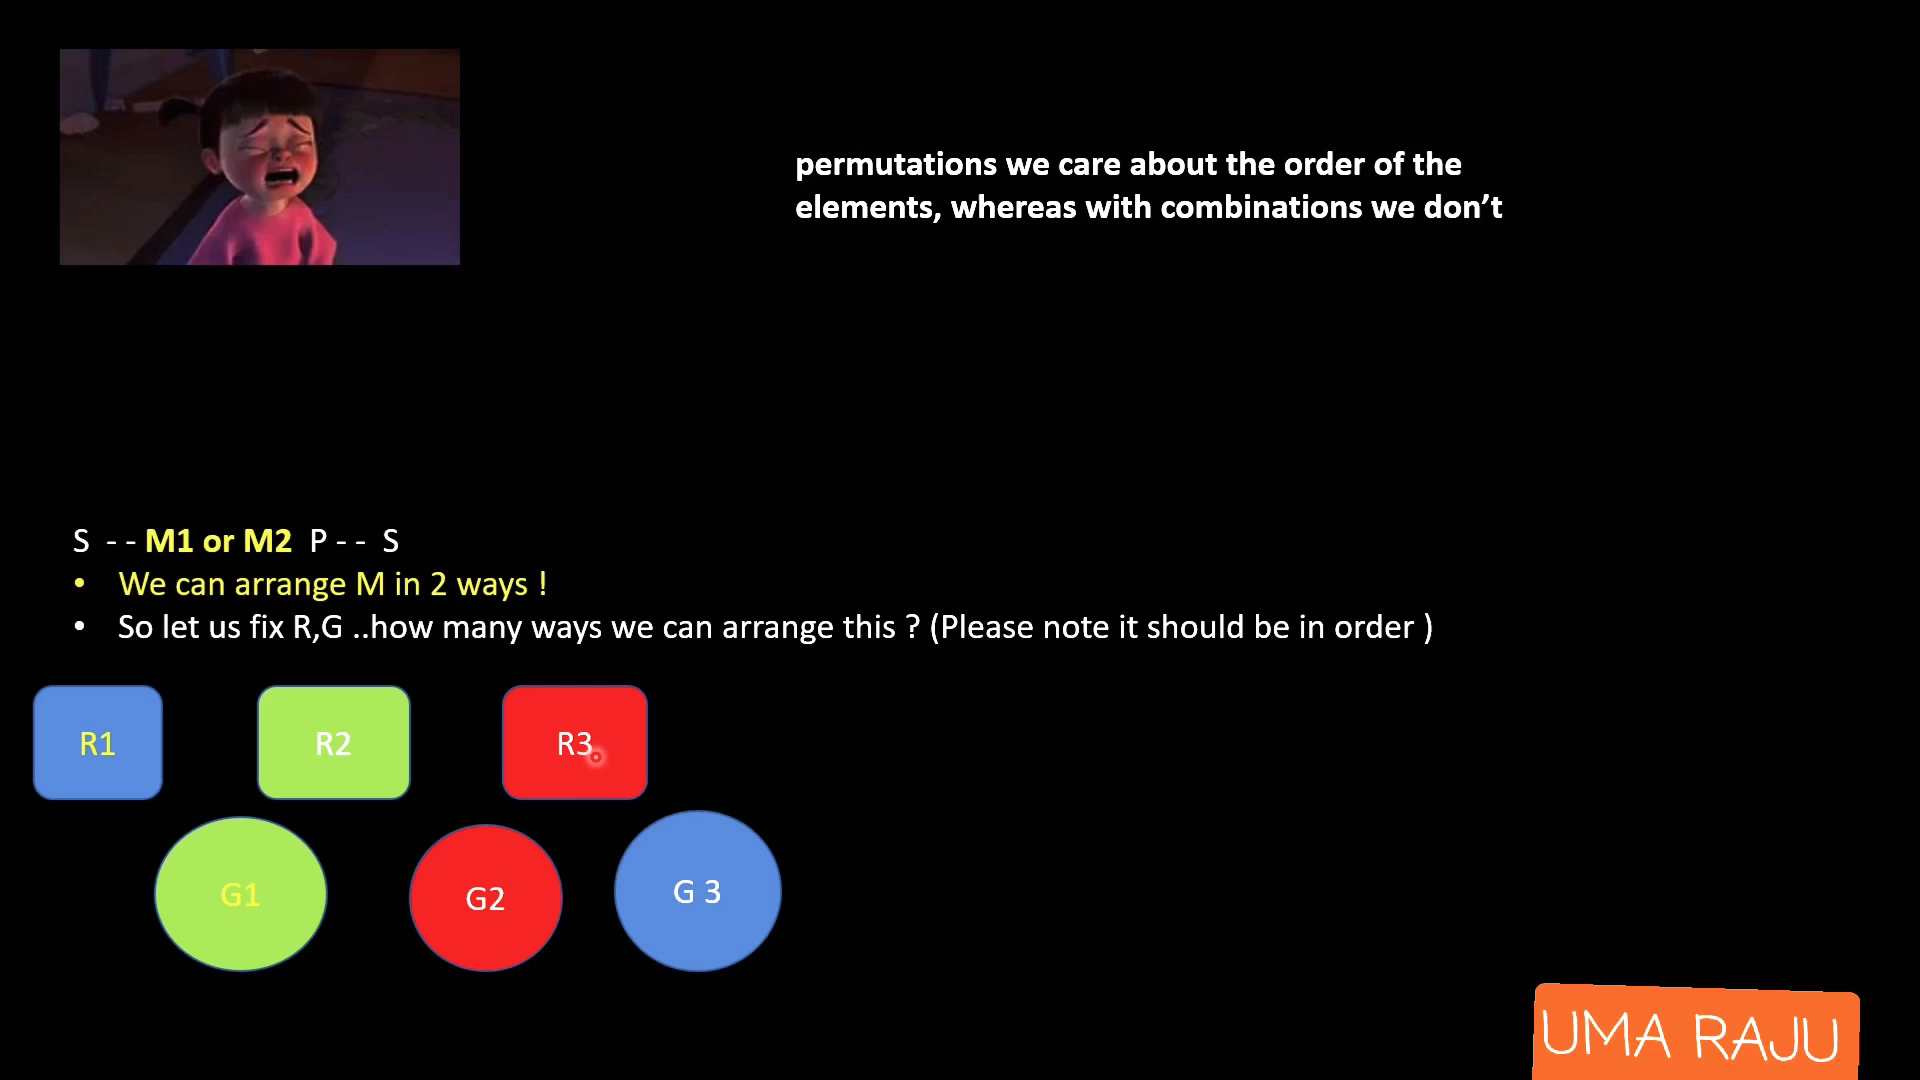 permutations we care about the order of the
elements, whereas with combinations we don’t
S -- M1 or M2 P-- S
• We can arrange M in 2 ways !
• So let us fix R,G ..how many ways we can arrange this ? (Please note it should be in order )
R1 R2 R3
G1 G2 G 3
UMA RAJU